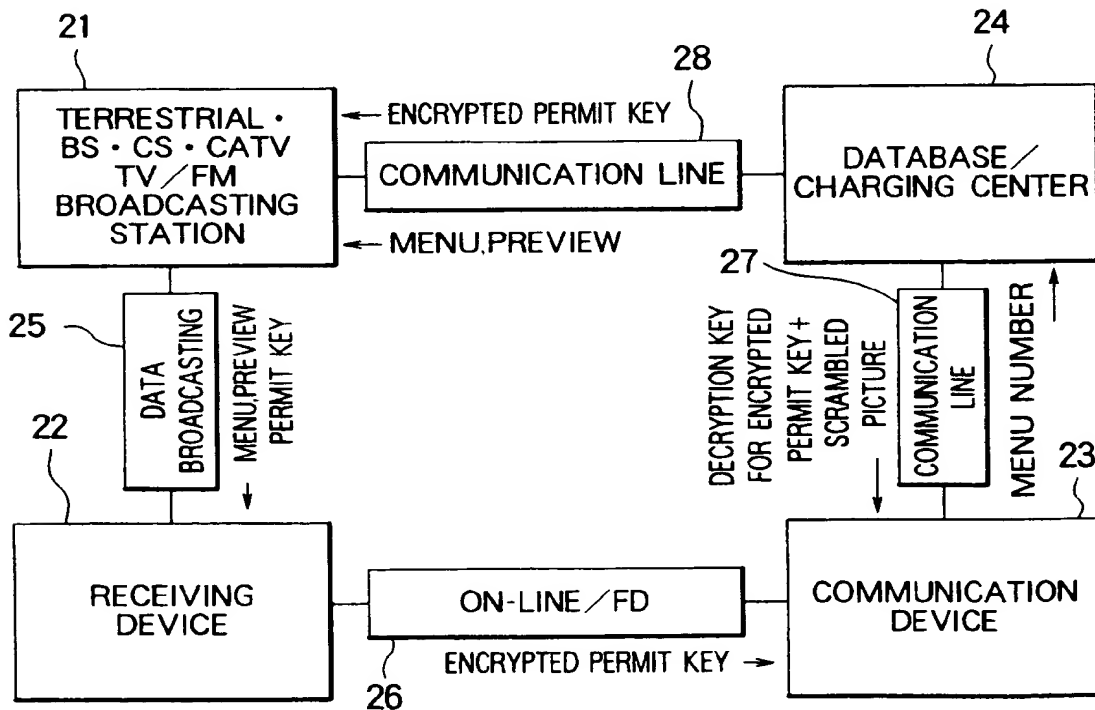 21
TERRESTRIAL・
BS・CS・CATV
TV／FM
BROADCASTING
STATION
←ENCRYPTED PERMIT KEY
28
COMMUNICATION LINE
←MENU,PREVIEW
24
DATABASE／
CHARGING CENTER
25
DATA
BROADCASTING
MENU,PREVIEW
PERMIT KEY
↓
DECRYPTION KEY
FOR ENCRYPTED
PERMIT KEY+
SCRAMBLED
PICTURE
↓
27
COMMUNICATION
LINE
MENU NUMBER
↑
22
RECEIVING
DEVICE
ON-LINE／FD
26
ENCRYPTED PERMIT KEY→
23
COMMUNICATION
DEVICE